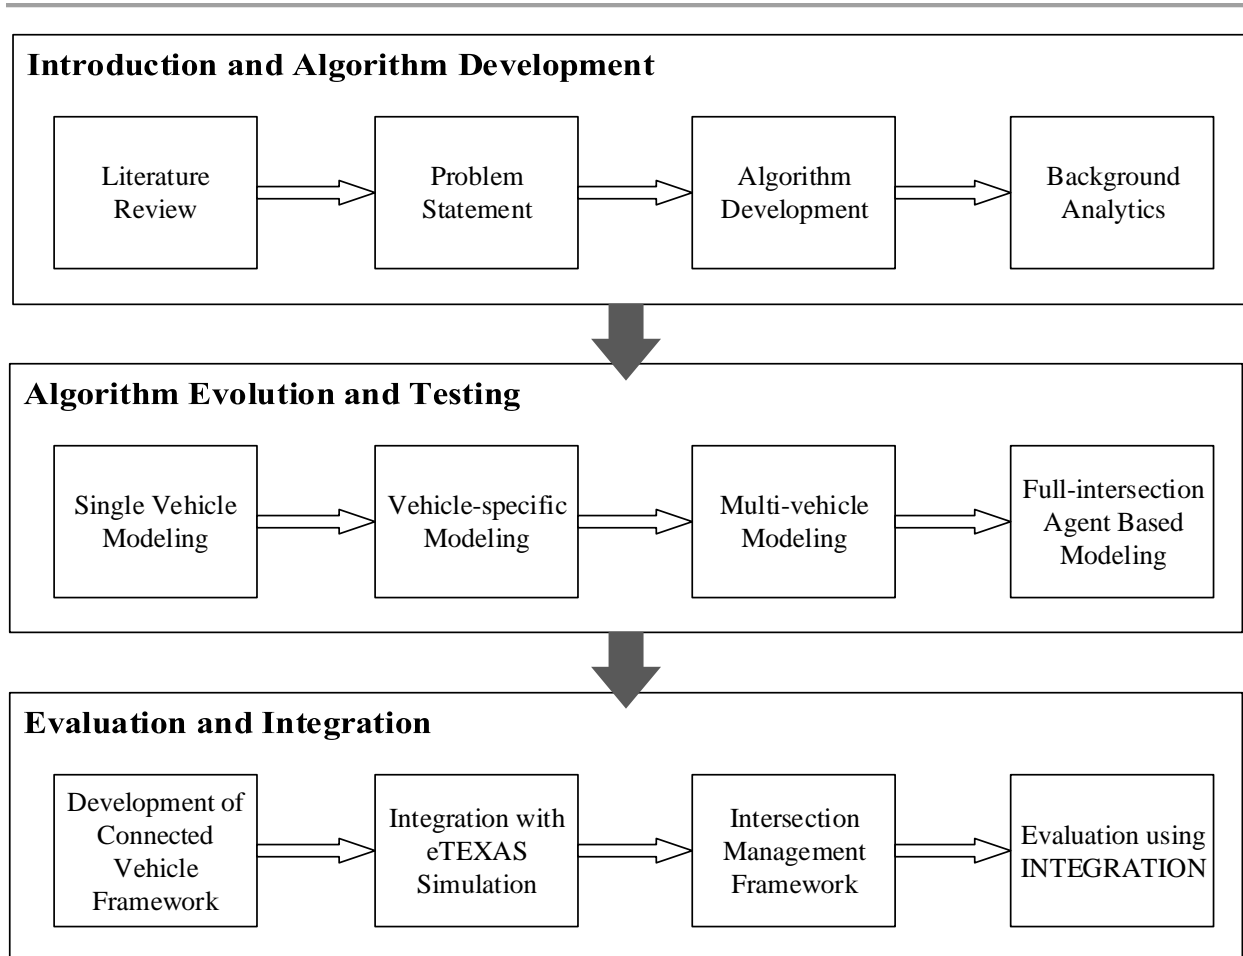 Introduction and Algorithm Development
Literature
Review
Problem
Statement
Algorithm
Development
Background
Analytics
Algorithm Evolution and Testing
Single Vehicle
Modeling
Vehicle-specific
Modeling
Multi-vehicle
Modeling
Full-intersection
Agent Based
Modeling
Evaluation and Integration
Development of
Connected
Vehicle
Framework
Integration with
eTEXAS
Simulation
Intersection
Management
Framework
Evaluation using
INTEGRATION